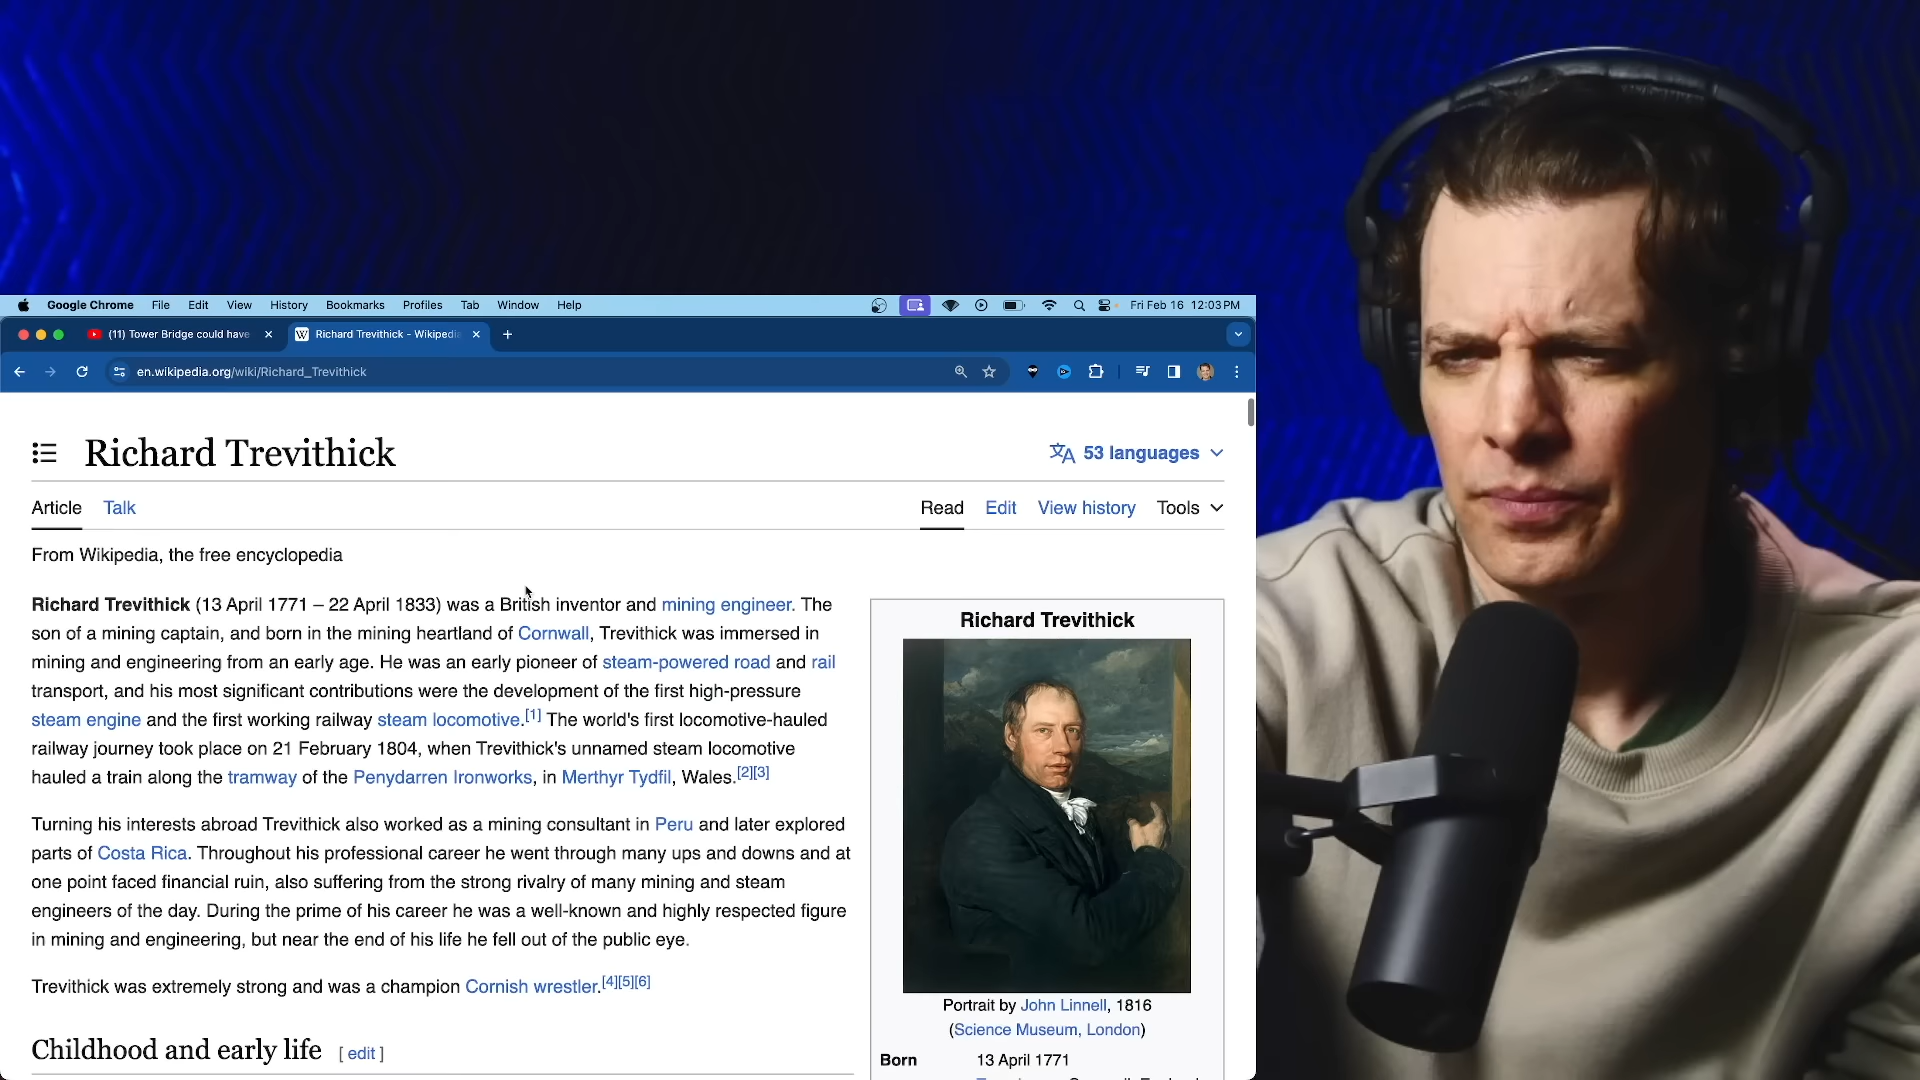 Google Chrome File Edit View History Bookmarks Profiles Tab Window Help Fri Feb 16 12:03 PM
(11) Tower Bridge could have
Richard Trevithick - Wikipedia
en.wikipedia.org/wiki/Richard_Trevithick
Richard Trevithick
53 languages
Article Talk
Read Edit View history Tools
From Wikipedia, the free encyclopedia
Richard Trevithick (13 April 1771 – 22 April 1833) was a British inventor and mining engineer. The
son of a mining captain, and born in the mining heartland of Cornwall, Trevithick was immersed in
mining and engineering from an early age. He was an early pioneer of steam-powered road and rail
transport, and his most significant contributions were the development of the first high-pressure
steam engine and the first working railway steam locomotive.[1] The world's first locomotive-hauled
railway journey took place on 21 February 1804, when Trevithick's unnamed steam locomotive
hauled a train along the tramway of the Penydarren Ironworks, in Merthyr Tydfil, Wales.[2][3]
Turning his interests abroad Trevithick also worked as a mining consultant in Peru and later explored
parts of Costa Rica. Throughout his professional career he went through many ups and downs and at
one point faced financial ruin, also suffering from the strong rivalry of many mining and steam
engineers of the day. During the prime of his career he was a well-known and highly respected figure
in mining and engineering, but near the end of his life he fell out of the public eye.
Trevithick was extremely strong and was a champion Cornish wrestler.[4][5][6]
Childhood and early life [ edit ]
Richard Trevithick
Portrait by John Linnell, 1816
(Science Museum, London)
Born 13 April 1771